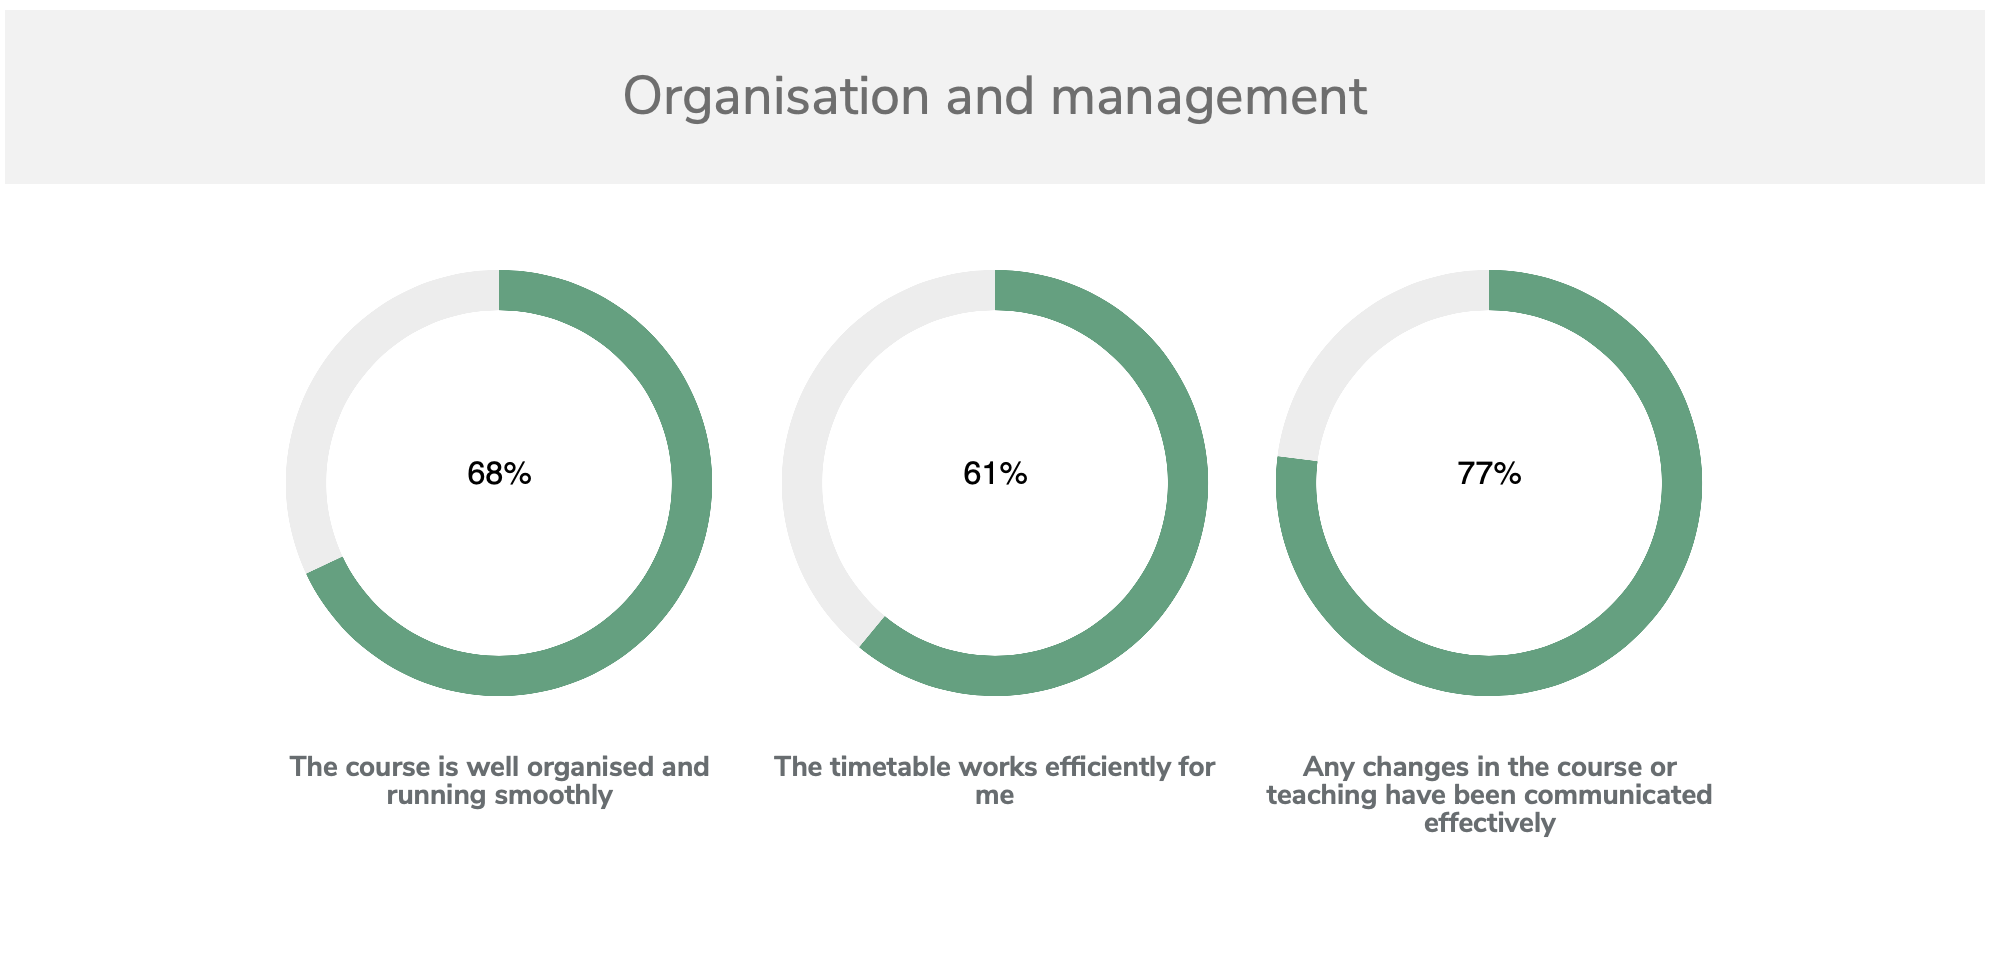 Organisation and management
68%
61%
77%
The course is well organised and
running smoothly
The timetable works efficiently for
me
Any changes in the course or
teaching have been communicated
effectively